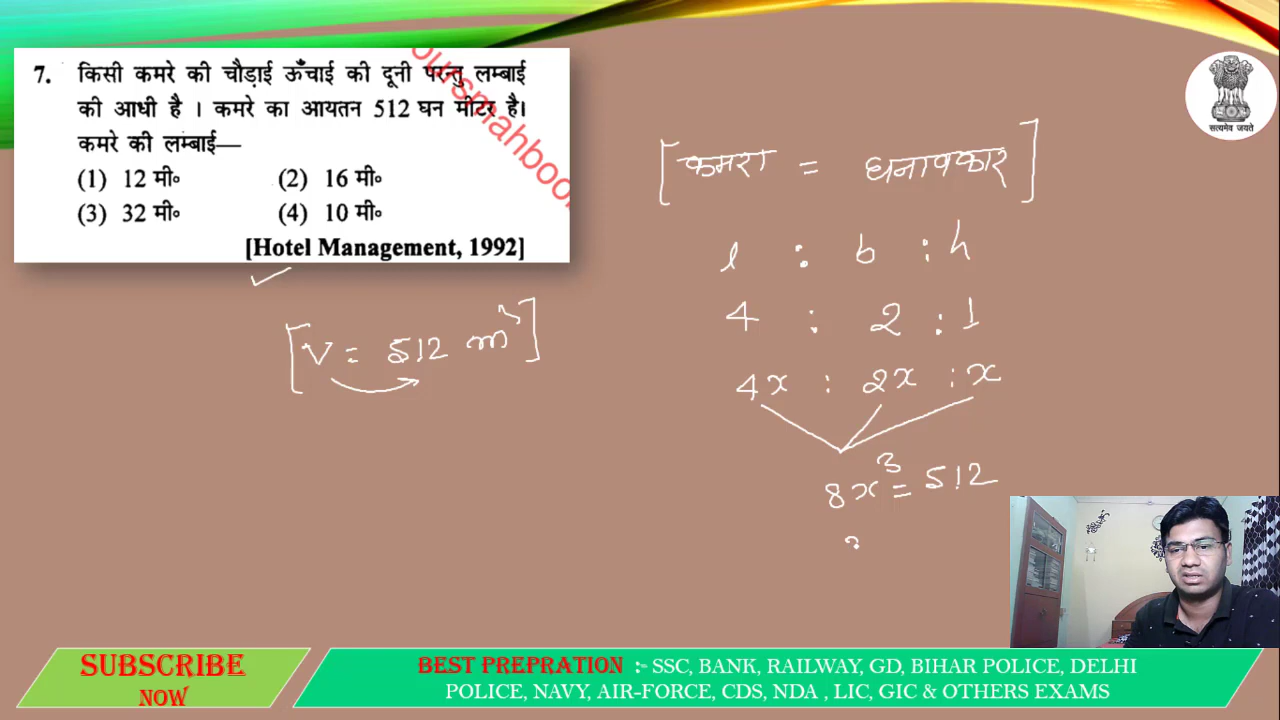 7. किसी कमरे की चौड़ाई ऊँचाई की दूनी परन्तु लम्बाई
की आधी है । कमरे का आयतन 512 घन मीटर है।
कमरे की लम्बाई—
(1) 12 मी॰ (2) 16 मी॰
(3) 32 मी॰ (4) 10 मी॰
[Hotel Management, 1992]
oursmahboo
सत्यमेव जयते
[कमरा = घनाभकार]
l : b : h
4 : 2 : 1
4x : 2x : x
[V = 512 m³]
8x³ = 512
SUBSCRIBE
NOW
BEST PREPRATION :- SSC, BANK, RAILWAY, GD, BIHAR POLICE, DELHI
POLICE, NAVY, AIR-FORCE, CDS, NDA , LIC, GIC & OTHERS EXAMS